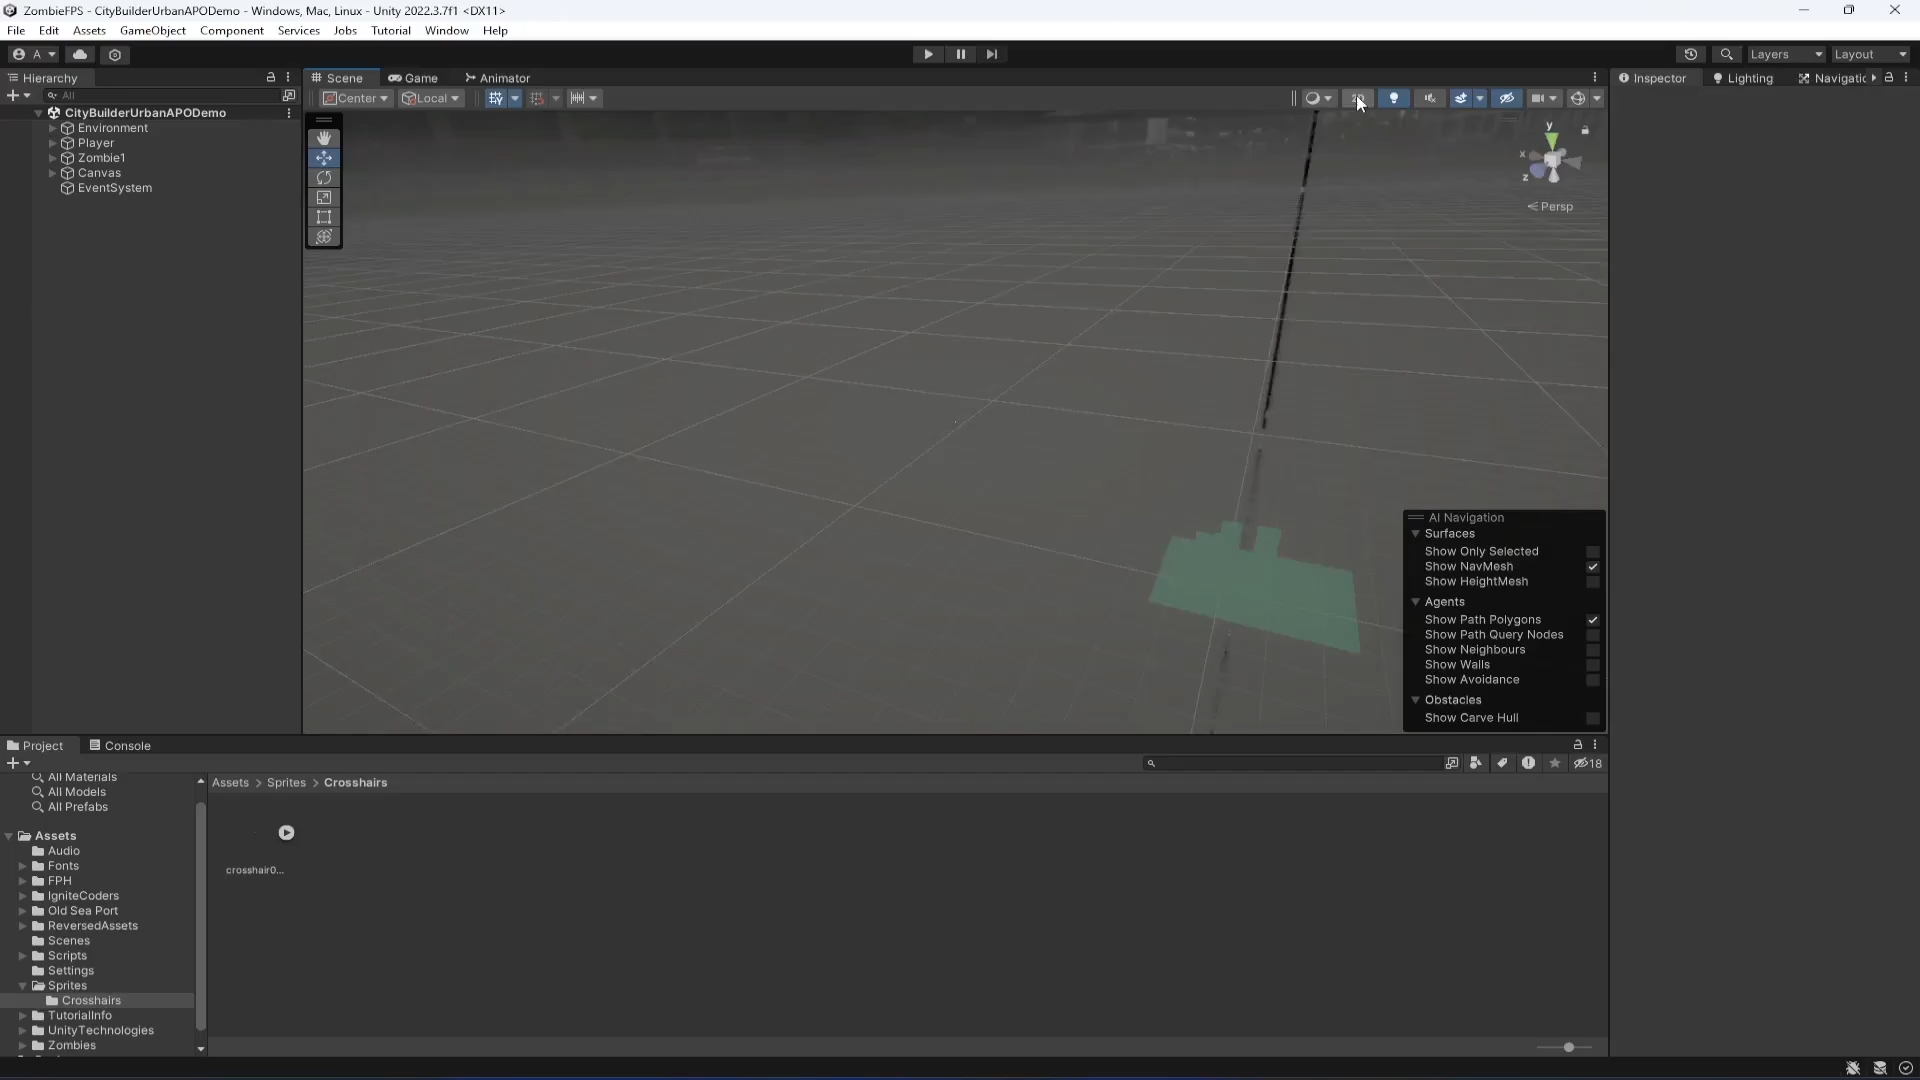 ZombieFPS - CityBuilderUrbanAPODemo - Windows, Mac, Linux - Unity 2022.3.7f1 <DX11>
File Edit Assets GameObject Component Services Jobs Tutorial Window Help
A
Layers
Layout
Hierarchy
All
CityBuilderUrbanAPODemo
Environment
Player
Zombie1
Canvas
EventSystem
Scene
Game
Animator
Center
Local
y
x
z
Persp
AI Navigation
Surfaces
Show Only Selected
Show NavMesh
Show HeightMesh
Agents
Show Path Polygons
Show Path Query Nodes
Show Neighbours
Show Walls
Show Avoidance
Obstacles
Show Carve Hull
Inspector
Lighting
Navigatic
Project
Console
18
All Materials
All Models
All Prefabs
Assets
Audio
Fonts
FPH
IgniteCoders
Old Sea Port
ReversedAssets
Scenes
Scripts
Settings
Sprites
Crosshairs
TutorialInfo
UnityTechnologies
Zombies
Assets > Sprites > Crosshairs
crosshair0...